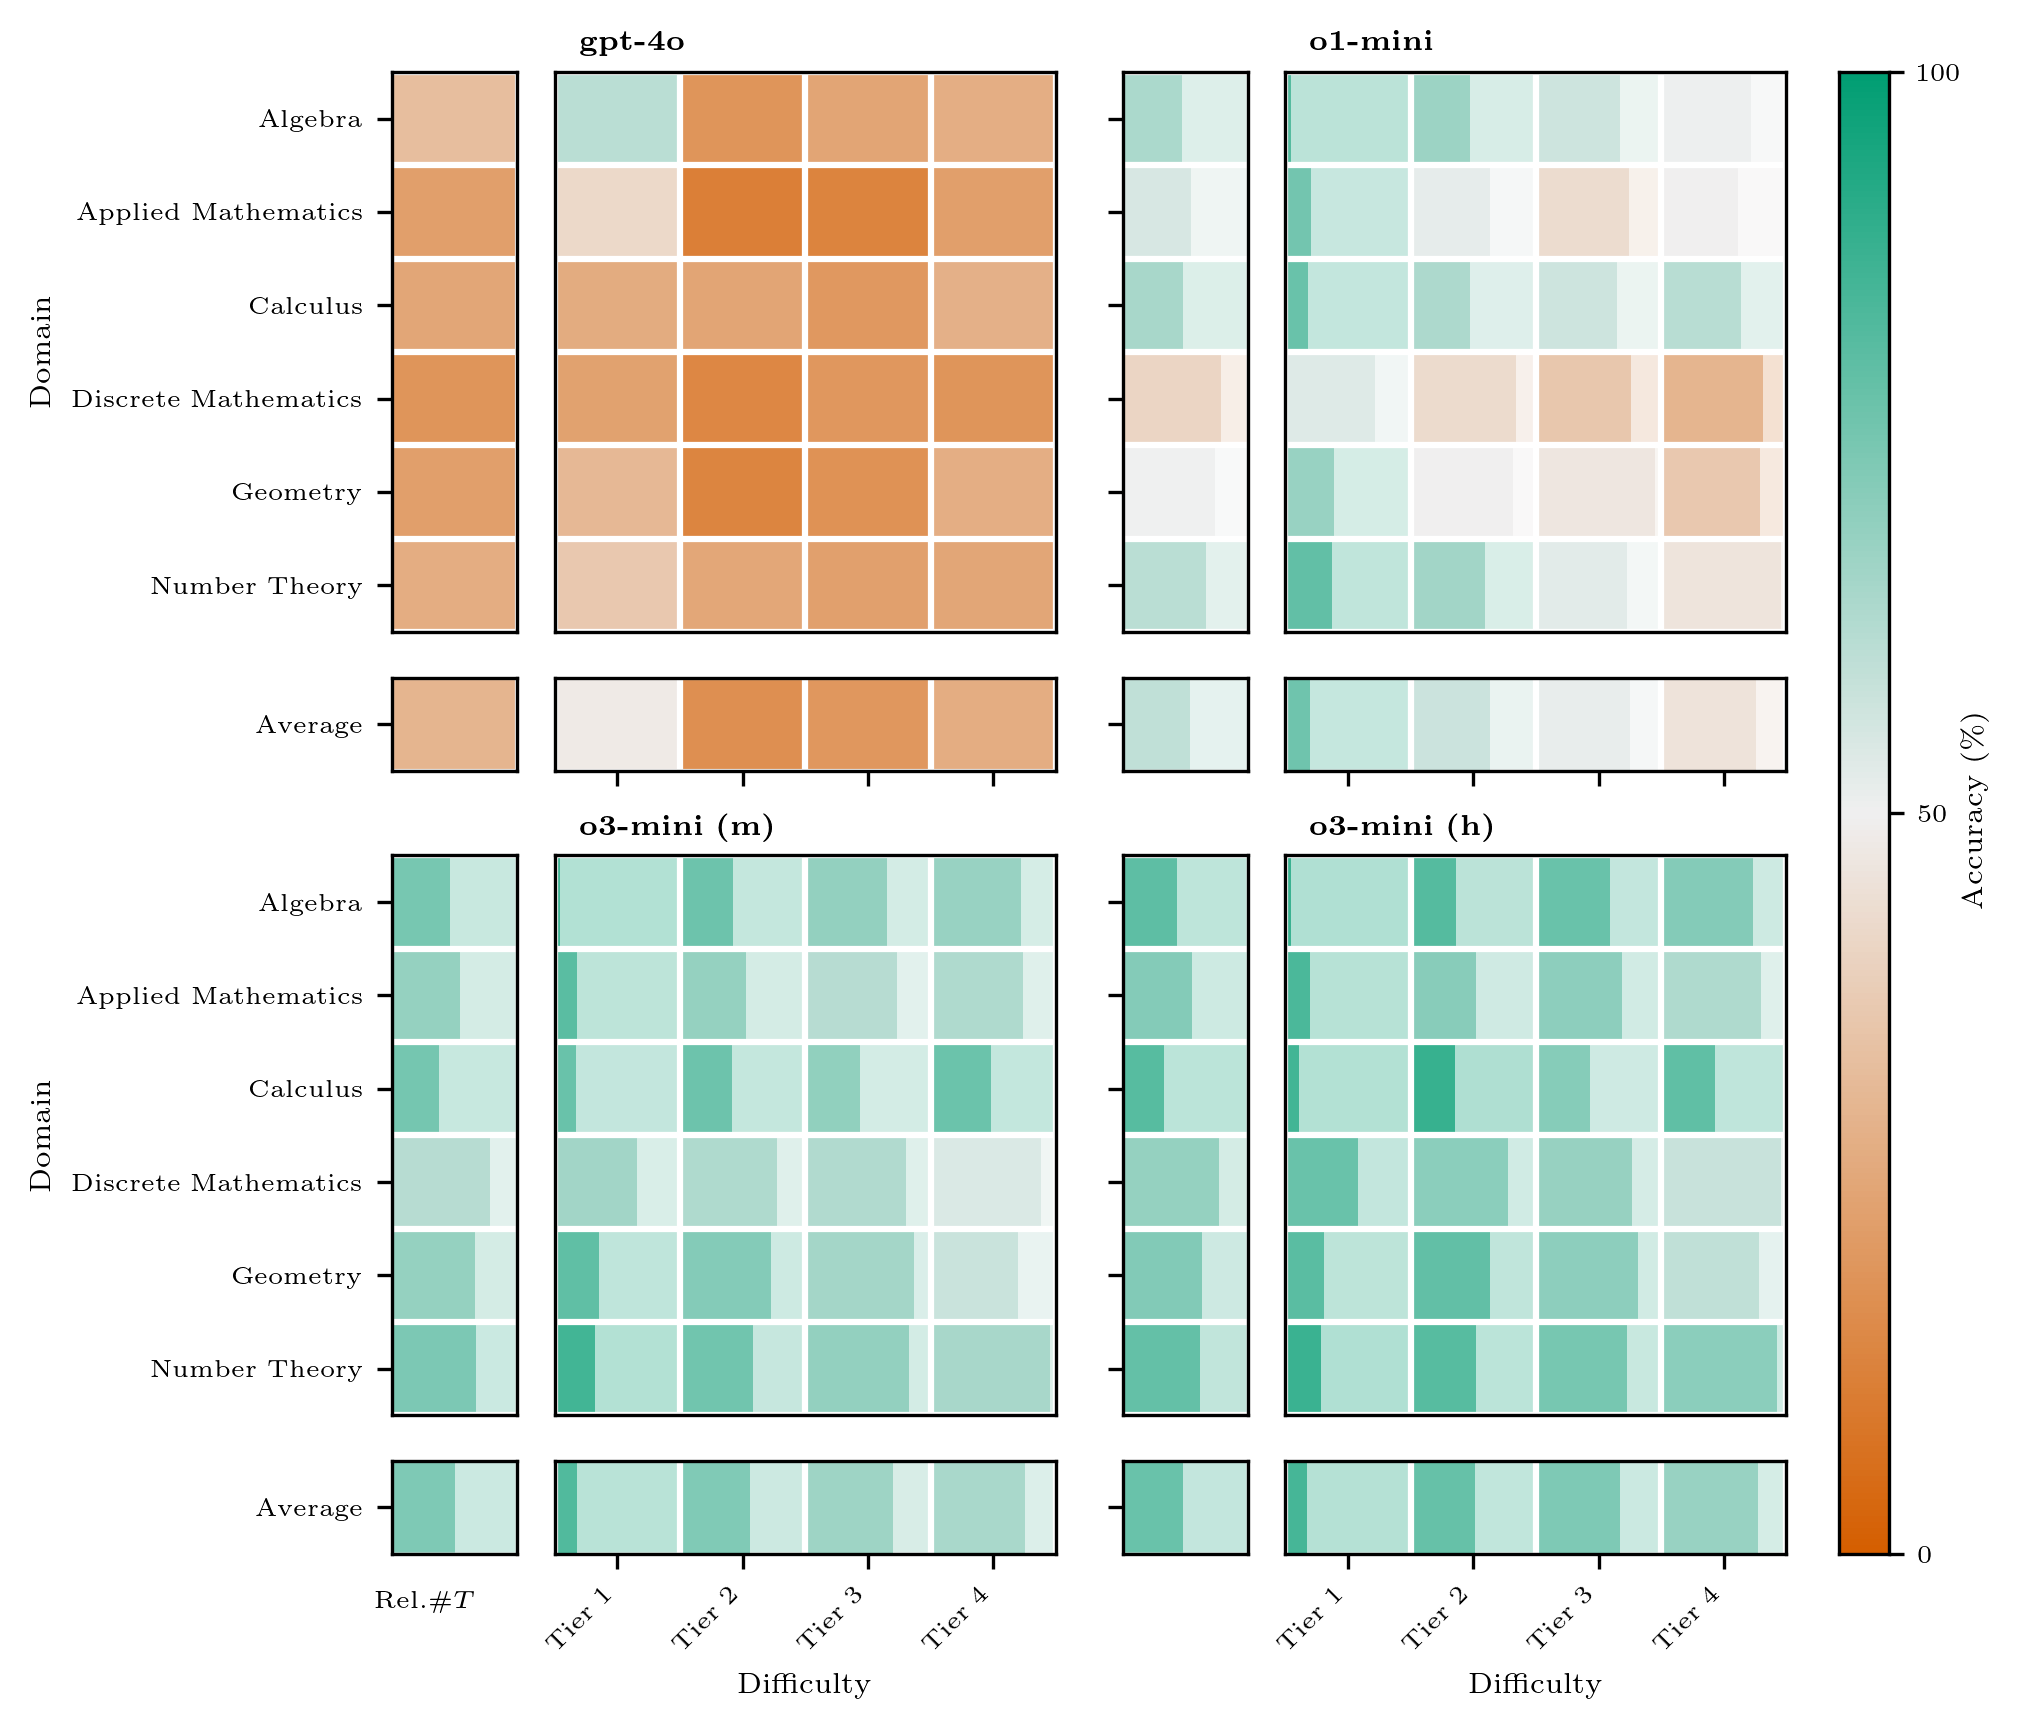 gpt-4o
o1-mini
Algebra
Applied Mathematics
Calculus
Discrete Mathematics
Geometry
Number Theory
Domain
Average
o3-mini (m)
o3-mini (h)
Algebra
Applied Mathematics
Calculus
Discrete Mathematics
Geometry
Number Theory
Domain
Average
Rel.#T
Tier 1
Tier 2
Tier 3
Tier 4
Difficulty
Tier 1
Tier 2
Tier 3
Tier 4
Difficulty
100
50
0
Accuracy (%)